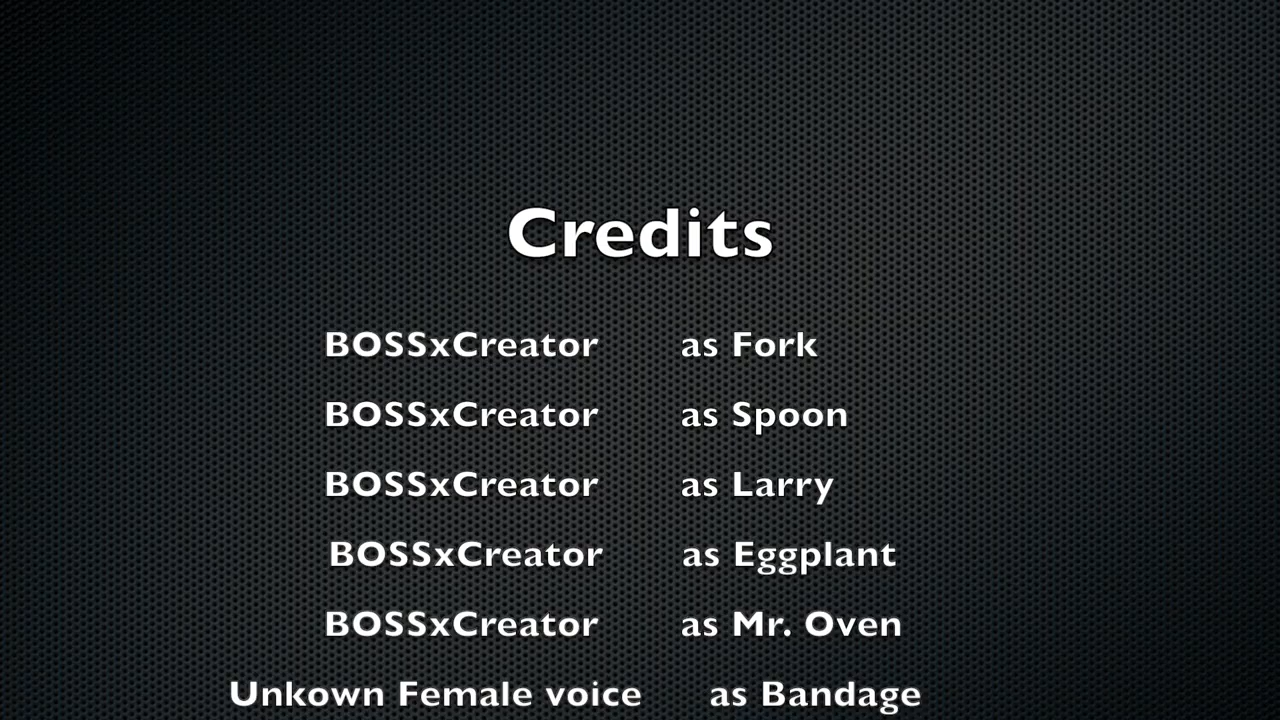 Credits
BOSSxCreator as Fork
BOSSxCreator as Spoon
BOSSxCreator as Larry
BOSSxCreator as Eggplant
BOSSxCreator as Mr. Oven
Unkown Female voice as Bandage